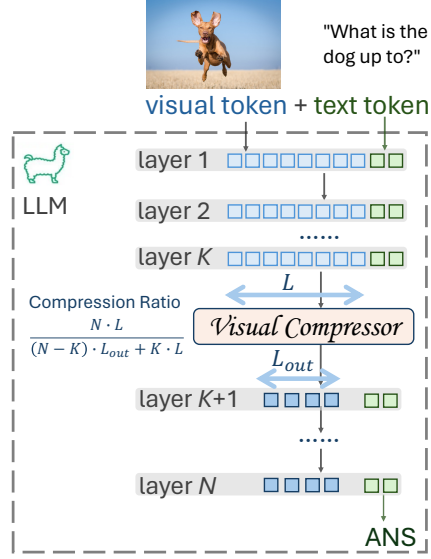 "What is the
dog up to?"
visual token + text token
layer 1
LLM
layer 2
......
layer K
L
Compression Ratio
N · L
(N − K) · L_out + K · L
Visual Compressor
L_out
layer K+1
......
layer N
ANS